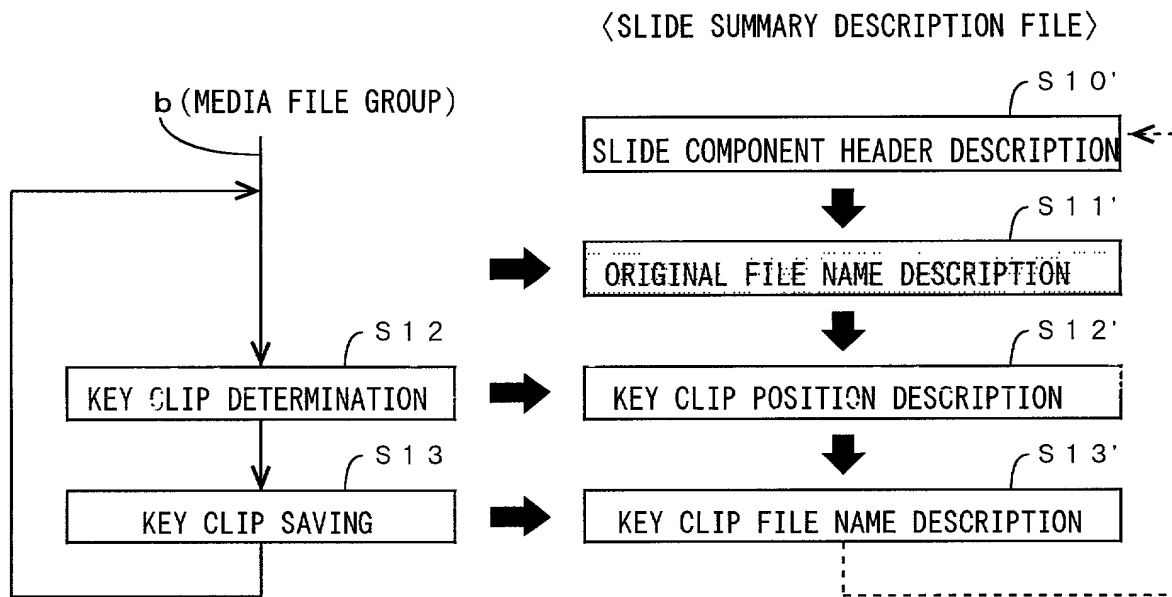 〈SLIDE SUMMARY DESCRIPTION FILE〉
b (MEDIA FILE GROUP)
S10'
SLIDE COMPONENT HEADER DESCRIPTION
S11'
ORIGINAL FILE NAME DESCRIPTION
S12
S12'
KEY CLIP DETERMINATION
KEY CLIP POSITION DESCRIPTION
S13
S13'
KEY CLIP SAVING
KEY CLIP FILE NAME DESCRIPTION